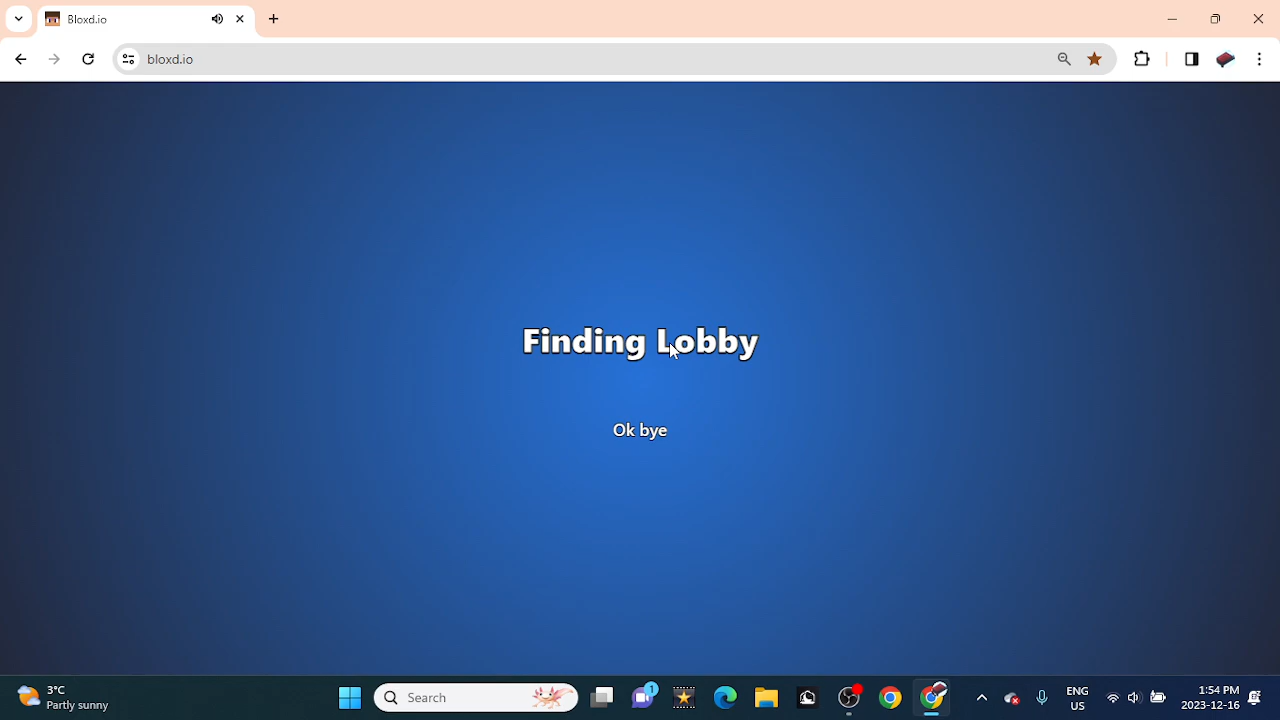 Bloxd.io
bloxd.io
Finding Lobby
Ok bye
3°C
Partly sunny
Search
1
ENG
US
1:54 PM
2023-12-16